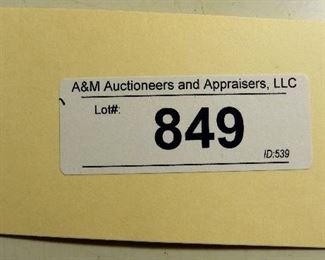 A&M Auctioneers and Appraisers, LLC
Lot#:
849
ID:539